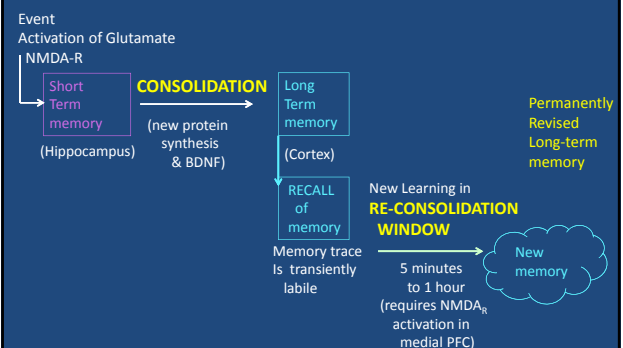 Event
Activation of Glutamate
NMDA-R
Short
Term
memory
(Hippocampus)
CONSOLIDATION
(new protein
synthesis
& BDNF)
Long
Term
memory
(Cortex)
Permanently
Revised
Long-term
memory
RECALL
of
memory
Memory trace
Is transiently
labile
New Learning in
RE-CONSOLIDATION
WINDOW
5 minutes
to 1 hour
(requires NMDAR
activation in
medial PFC)
New
memory